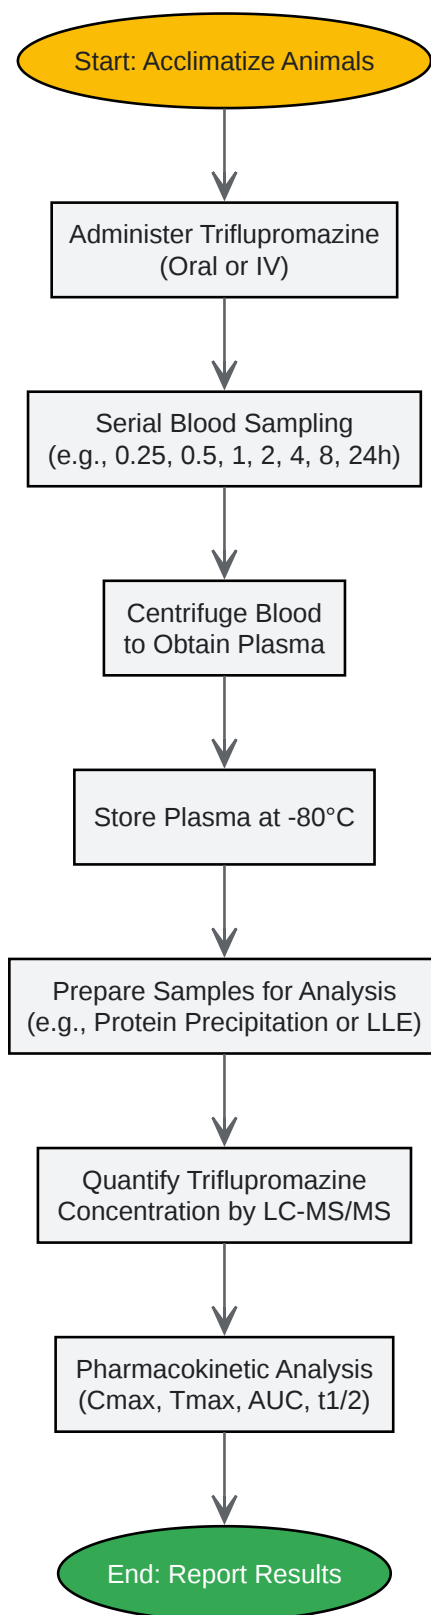 Start: Acclimatize Animals
Administer Triflupromazine
(Oral or IV)
Serial Blood Sampling
(e.g., 0.25, 0.5, 1, 2, 4, 8, 24h)
Centrifuge Blood
to Obtain Plasma
Store Plasma at -80°C
Prepare Samples for Analysis
(e.g., Protein Precipitation or LLE)
Quantify Triflupromazine
Concentration by LC-MS/MS
Pharmacokinetic Analysis
(Cmax, Tmax, AUC, t1/2)
End: Report Results